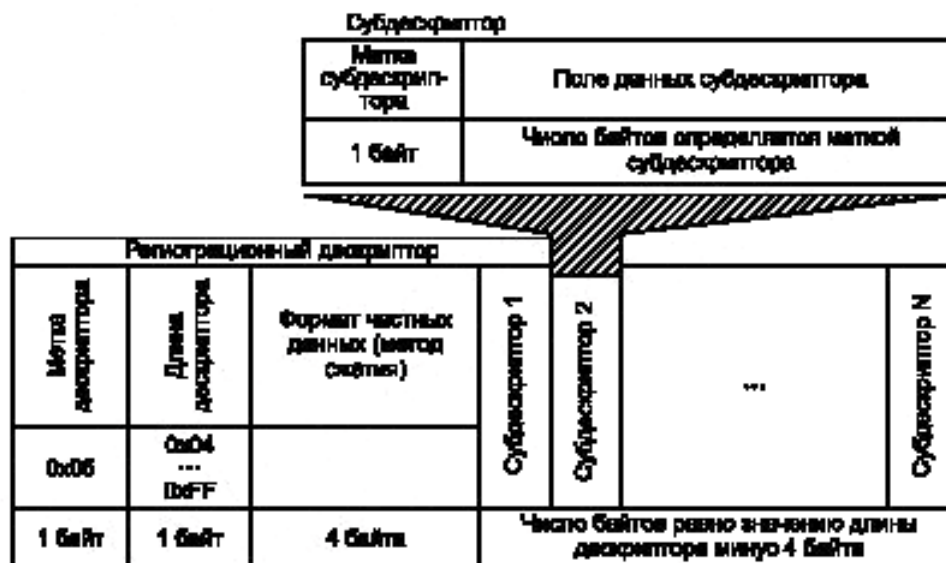 Субдескриптор
Метка
субдескрип-
тора
Поле данных субдескриптора
1 байт
Число байтов определяется меткой
субдескриптора
Регистрационный дескриптор
Метка
дескриптора
Длина
дескриптора
Формат частных
данных (метод
сжатия)
Субдескриптор 1
Субдескриптор 2
...
Субдескриптор N
0x05
0x04
...
0xFF
1 байт
1 байт
4 байта
Число байтов равно значению длины
дескриптора минус 4 байта